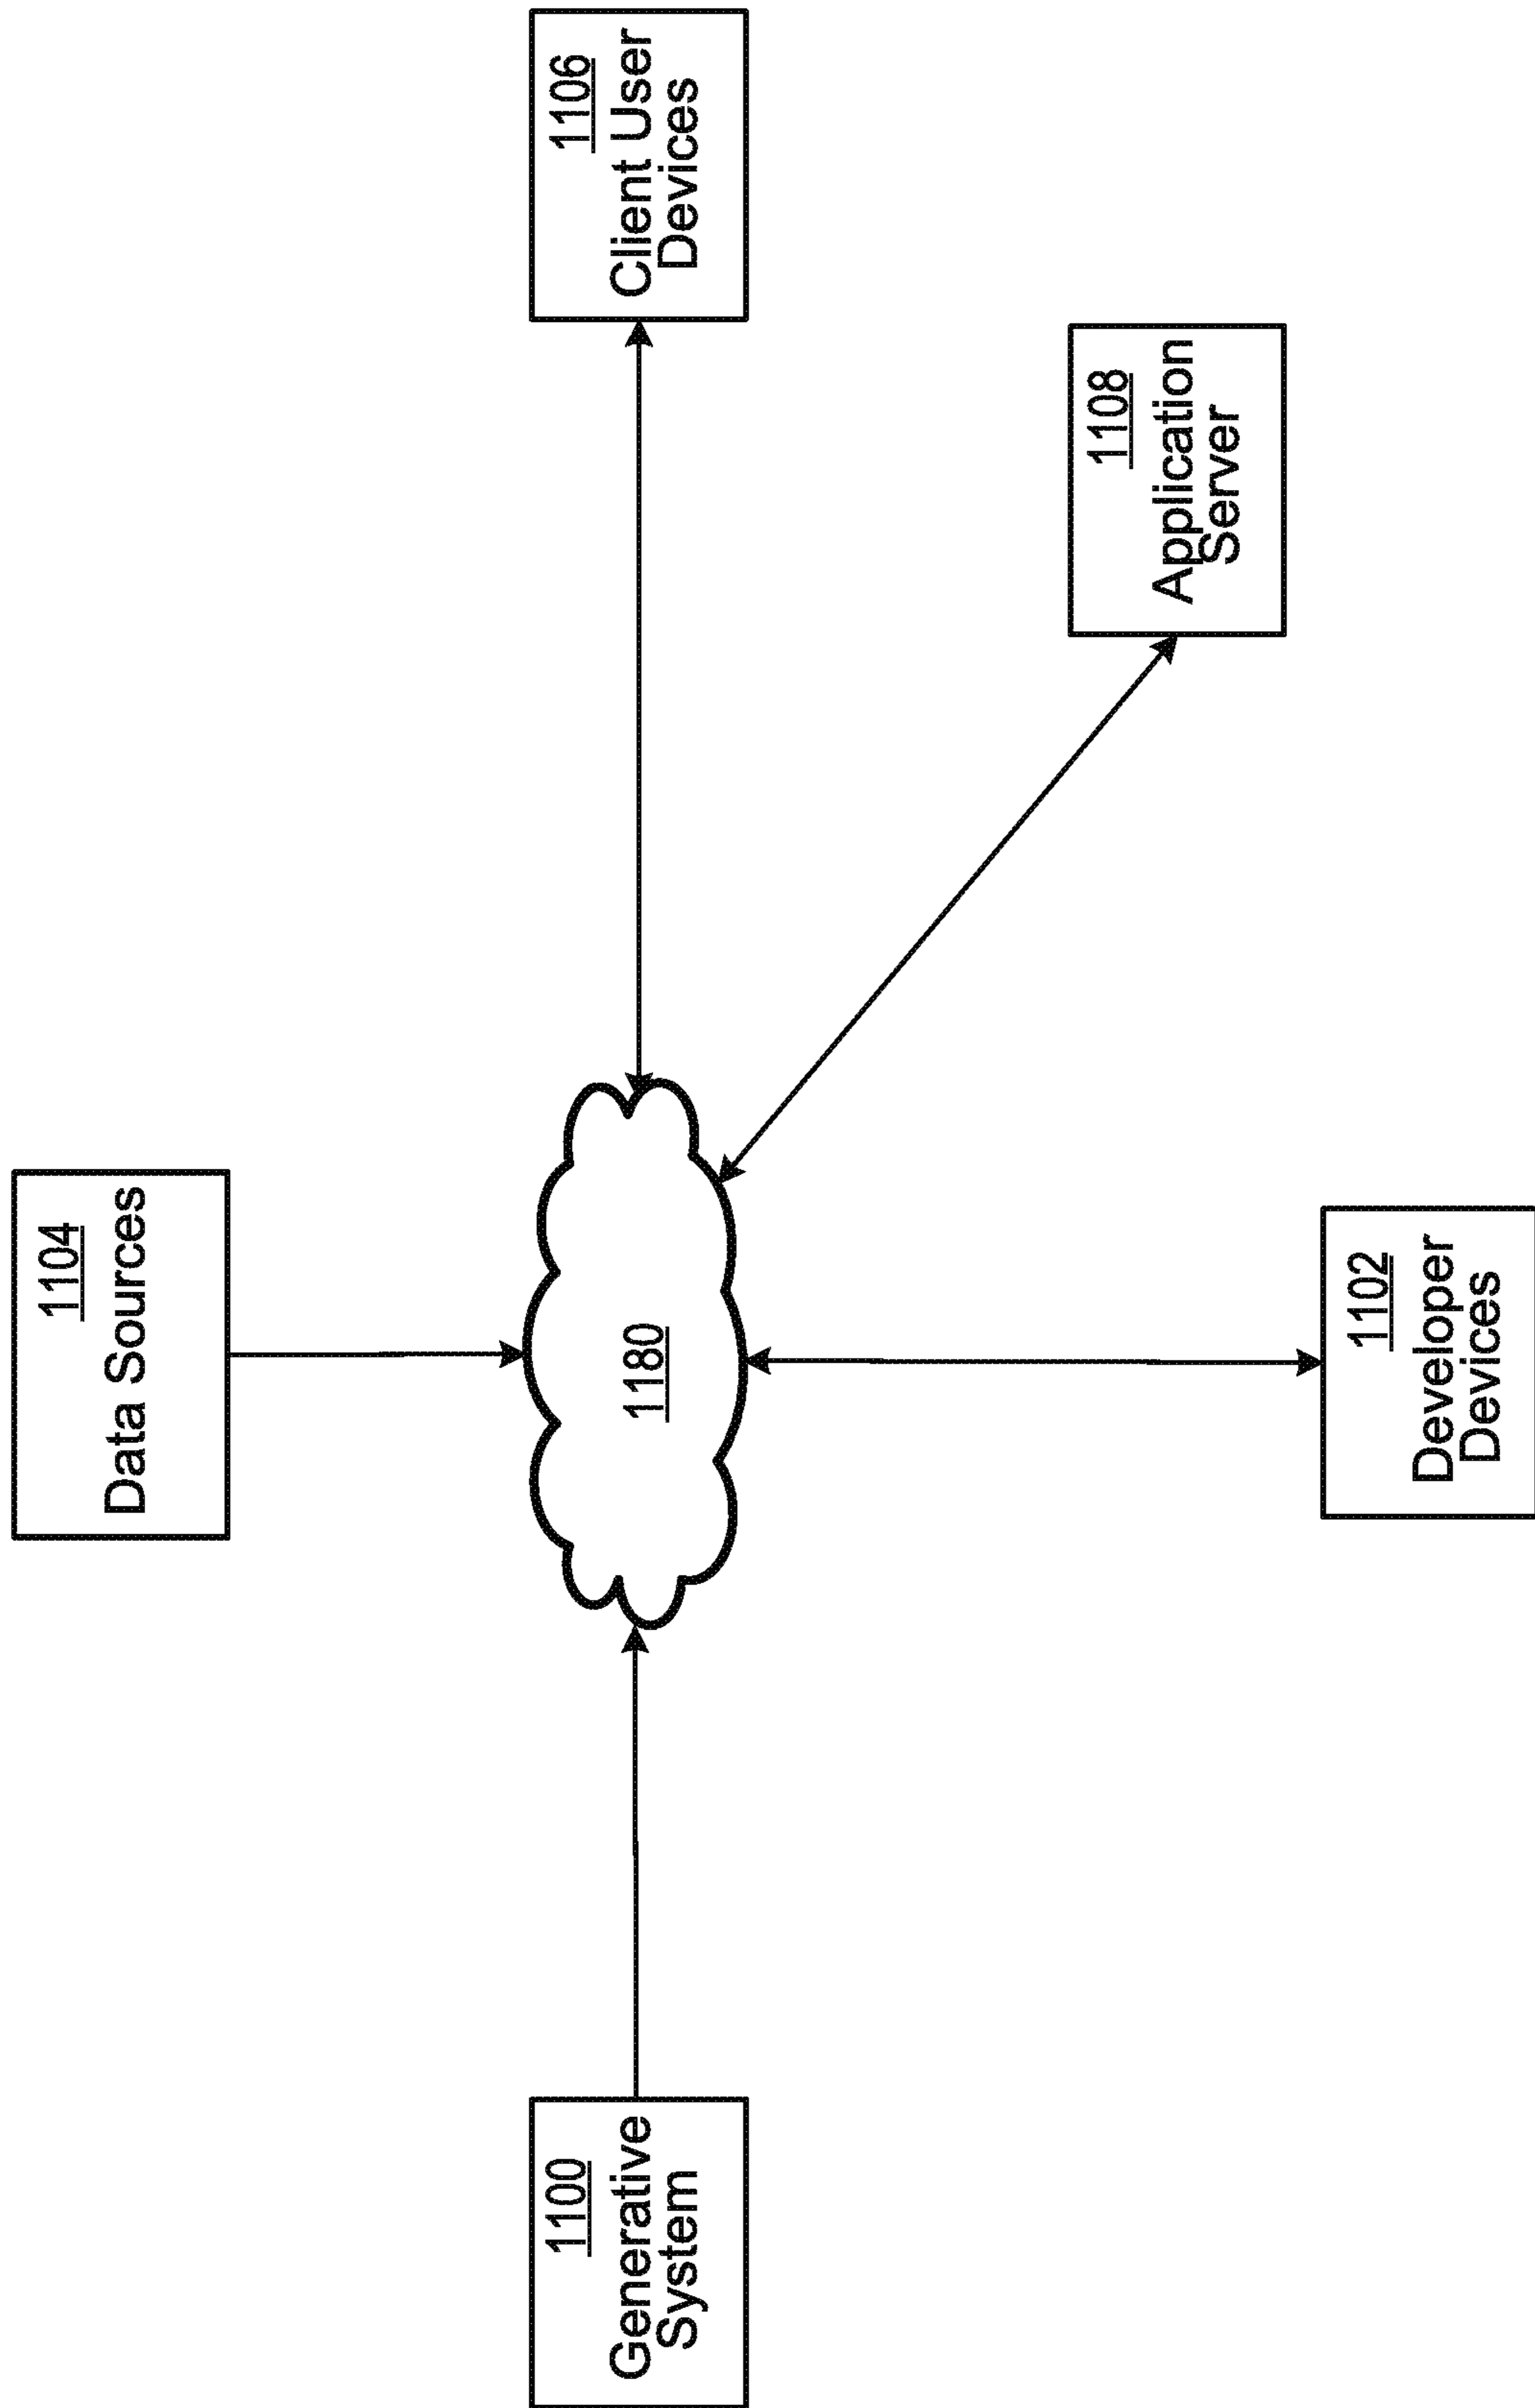 1104
Data Sources
1100
Generative
System
1180
1106
Client User
Devices
1108
Application
Server
1102
Developer
Devices